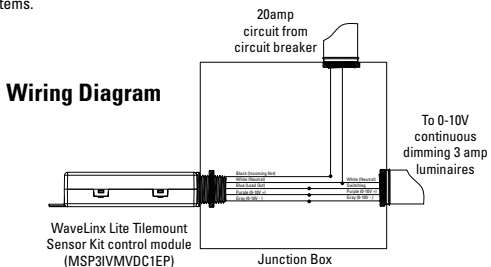 tems.
20amp
circuit from
circuit breaker
Wiring Diagram
To 0-10V
continuous
dimming 3 amp
luminaires
Black (Incoming Hot)
White (Neutral)
Blue (Load Out)
Purple (0-10V +)
Gray (0-10V - )
White (Neutral)
Switching
Purple (0-10V +)
Gray (0-10V - )
WaveLinx Lite Tilemount
Sensor Kit control module
(MSP3IVMVDC1EP)
Junction Box